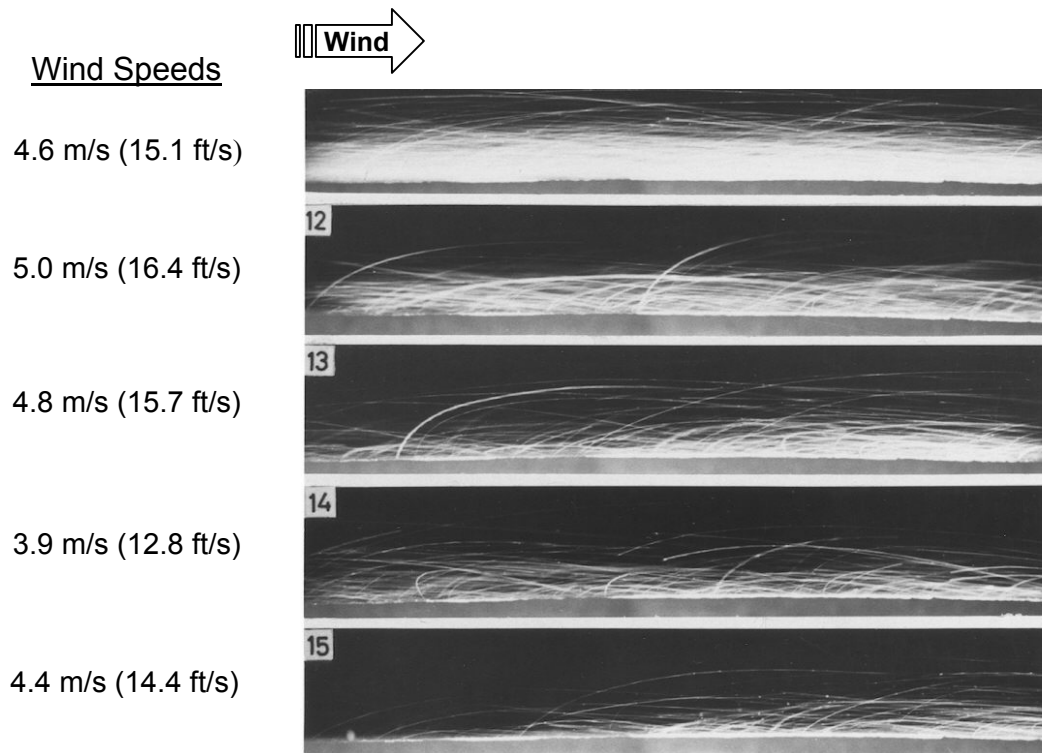 Wind
Wind Speeds
4.6 m/s (15.1 ft/s)
12
5.0 m/s (16.4 ft/s)
13
4.8 m/s (15.7 ft/s)
14
3.9 m/s (12.8 ft/s)
15
4.4 m/s (14.4 ft/s)